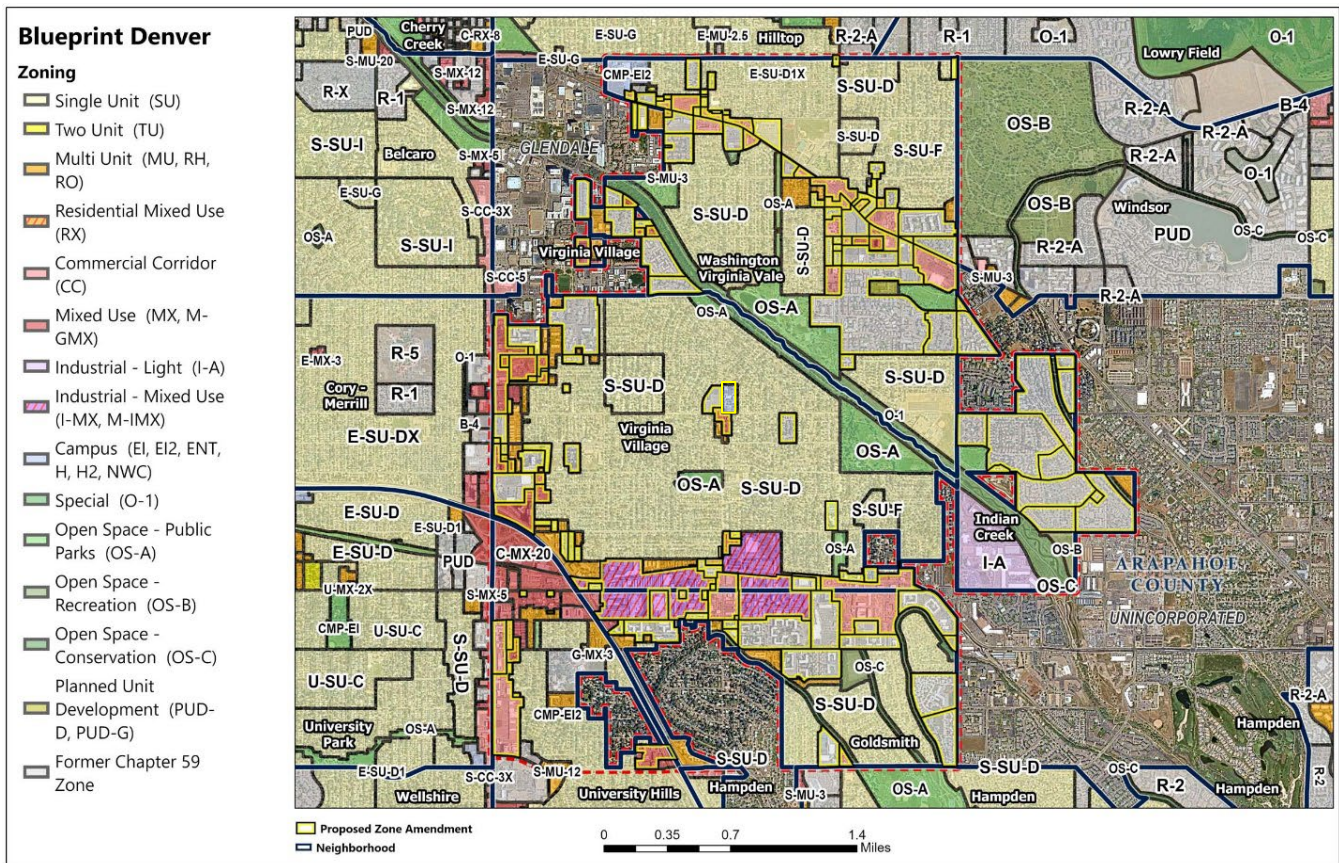 Blueprint Denver
Zoning
Single Unit (SU)
Two Unit (TU)
Multi Unit (MU, RH,
RO)
Residential Mixed Use
(RX)
Commercial Corridor
(CC)
Mixed Use (MX, M-
GMX)
Industrial - Light (I-A)
Industrial - Mixed Use
(I-MX, M-IMX)
Campus (EI, EI2, ENT,
H, H2, NWC)
Special (O-1)
Open Space - Public
Parks (OS-A)
Open Space -
Recreation (OS-B)
Open Space -
Conservation (OS-C)
Planned Unit
Development (PUD-
D, PUD-G)
Former Chapter 59
Zone
PUD
Cherry
Creek
C-RX-8
E-SU-G
E-MU-2.5
Hilltop
R-2-A
R-1
O-1
Lowry Field
O-1
S-MU-20
S-MX-12
E-SU-G
CMP-EI2
E-SU-D1X
S-SU-D
R-X
R-1
S-MX-12
OS-B
R-2-A
B-4
R-2-A
S-SU-I
Belcaro
S-MX-5
GLENDALE
S-SU-D
S-SU-F
R-2-A
O-1
E-SU-G
S-MU-3
S-SU-D
OS-A
OS-B
Windsor
S-SU-I
S-CC-3X
OS-A
Virginia Village
Washington
Virginia Vale
S-SU-D
R-2-A
PUD
OS-C
OS-C
S-CC-5
S-MU-3
R-2-A
OS-A
OS-A
E-MX-3
R-5
O-1
S-SU-D
S-SU-D
Cory -
Merrill
R-1
B-4
Virginia
Village
O-1
E-SU-DX
OS-A
OS-A
S-SU-D
E-SU-D
E-SU-D1
S-SU-F
Indian
Creek
E-SU-D
PUD
C-MX-20
OS-A
I-A
OS-B
OS-C
ARAPAHOE
COUNTY
U-MX-2X
S-MX-5
UNINCORPORATED
CMP-EI
U-SU-C
S-SU-D
G-MX-3
OS-C
U-SU-C
S-SU-D
R-2-A
University
Park
OS-A
CMP-EI2
Goldsmith
Hampden
E-SU-D1
S-CC-3X
S-MU-12
S-SU-D
S-SU-D
OS-C
R-2
R-2
Wellshire
University Hills
Hampden
S-MU-3
OS-A
Hampden
Proposed Zone Amendment
Neighborhood
0 0.35 0.7 1.4
Miles